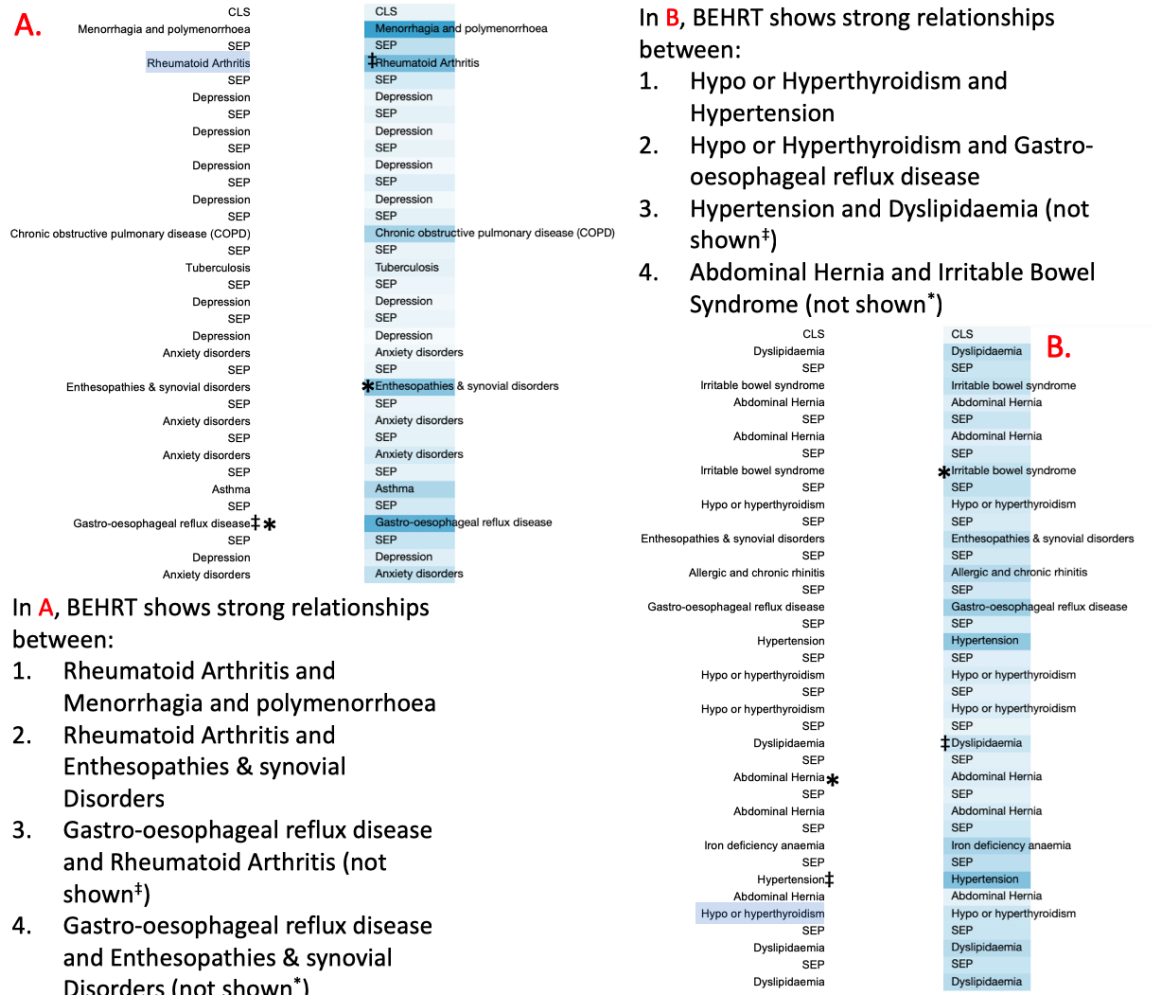 A.
CLS
Menorrhagia and polymenorrhoea
SEP
Rheumatoid Arthritis
SEP
Depression
SEP
Depression
SEP
Depression
SEP
Depression
SEP
Chronic obstructive pulmonary disease (COPD)
SEP
Tuberculosis
SEP
Depression
SEP
Depression
Anxiety disorders
SEP
Enthesopathies & synovial disorders
SEP
Anxiety disorders
SEP
Anxiety disorders
SEP
Asthma
SEP
Gastro-oesophageal reflux disease‡ *
SEP
Depression
Anxiety disorders
CLS
Menorrhagia and polymenorrhoea
SEP
‡Rheumatoid Arthritis
SEP
Depression
SEP
Depression
SEP
Depression
SEP
Depression
SEP
Chronic obstructive pulmonary disease (COPD)
SEP
Tuberculosis
SEP
Depression
SEP
Depression
Anxiety disorders
SEP
*Enthesopathies & synovial disorders
SEP
Anxiety disorders
SEP
Anxiety disorders
SEP
Asthma
SEP
Gastro-oesophageal reflux disease
SEP
Depression
Anxiety disorders
In A, BEHRT shows strong relationships
between:
1. Rheumatoid Arthritis and
Menorrhagia and polymenorrhoea
2. Rheumatoid Arthritis and
Enthesopathies & synovial
Disorders
3. Gastro-oesophageal reflux disease
and Rheumatoid Arthritis (not
shown‡)
4. Gastro-oesophageal reflux disease
and Enthesopathies & synovial
Disorders (not shown*)
In B, BEHRT shows strong relationships
between:
1. Hypo or Hyperthyroidism and
Hypertension
2. Hypo or Hyperthyroidism and Gastro-
oesophageal reflux disease
3. Hypertension and Dyslipidaemia (not
shown‡)
4. Abdominal Hernia and Irritable Bowel
Syndrome (not shown*)
B.
CLS
Dyslipidaemia
SEP
Irritable bowel syndrome
Abdominal Hernia
SEP
Abdominal Hernia
SEP
Irritable bowel syndrome
SEP
Hypo or hyperthyroidism
SEP
Enthesopathies & synovial disorders
SEP
Allergic and chronic rhinitis
SEP
Gastro-oesophageal reflux disease
SEP
Hypertension
SEP
Hypo or hyperthyroidism
SEP
Hypo or hyperthyroidism
SEP
Dyslipidaemia
SEP
Abdominal Hernia*
SEP
Abdominal Hernia
SEP
Iron deficiency anaemia
SEP
Hypertension‡
Abdominal Hernia
Hypo or hyperthyroidism
SEP
Dyslipidaemia
SEP
Dyslipidaemia
CLS
Dyslipidaemia
SEP
Irritable bowel syndrome
Abdominal Hernia
SEP
Abdominal Hernia
SEP
*Irritable bowel syndrome
SEP
Hypo or hyperthyroidism
SEP
Enthesopathies & synovial disorders
SEP
Allergic and chronic rhinitis
SEP
Gastro-oesophageal reflux disease
SEP
Hypertension
SEP
Hypo or hyperthyroidism
SEP
Hypo or hyperthyroidism
SEP
‡Dyslipidaemia
SEP
Abdominal Hernia
SEP
Abdominal Hernia
SEP
Iron deficiency anaemia
SEP
Hypertension
Abdominal Hernia
Hypo or hyperthyroidism
SEP
Dyslipidaemia
SEP
Dyslipidaemia